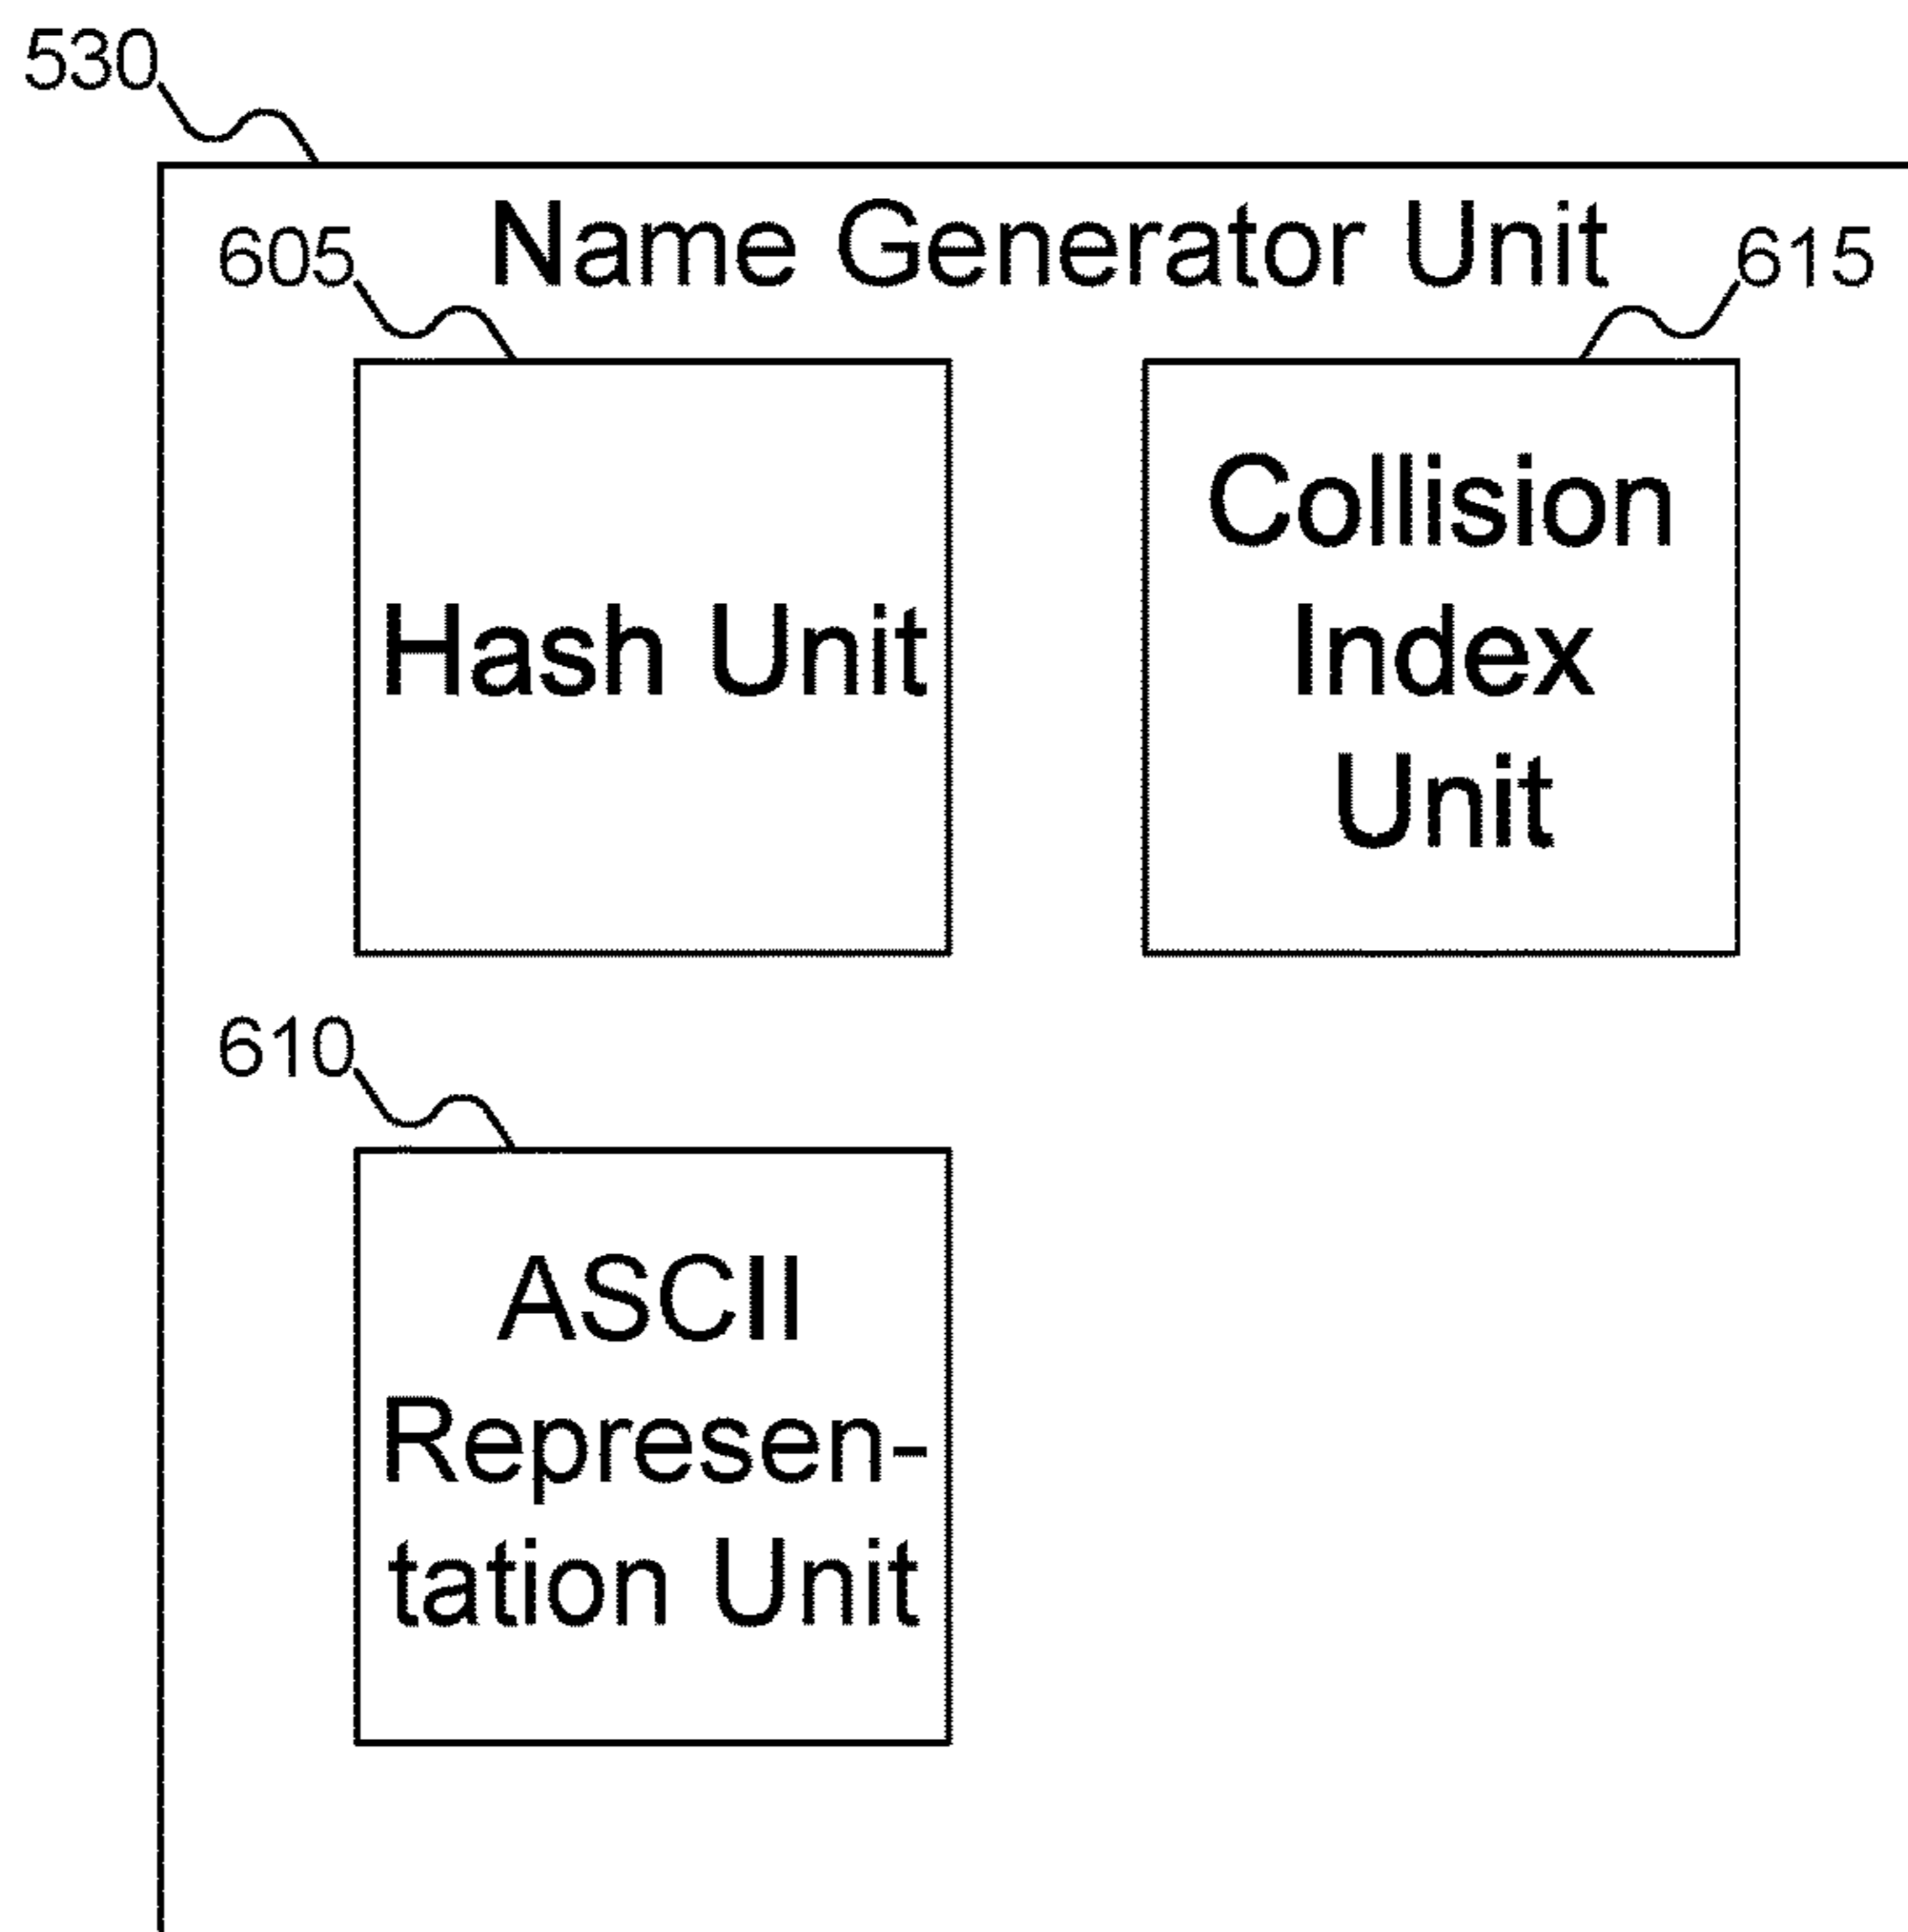 530
Name Generator Unit
605
615
Hash Unit
Collision
Index
Unit
610
ASCII
Represen-
tation Unit